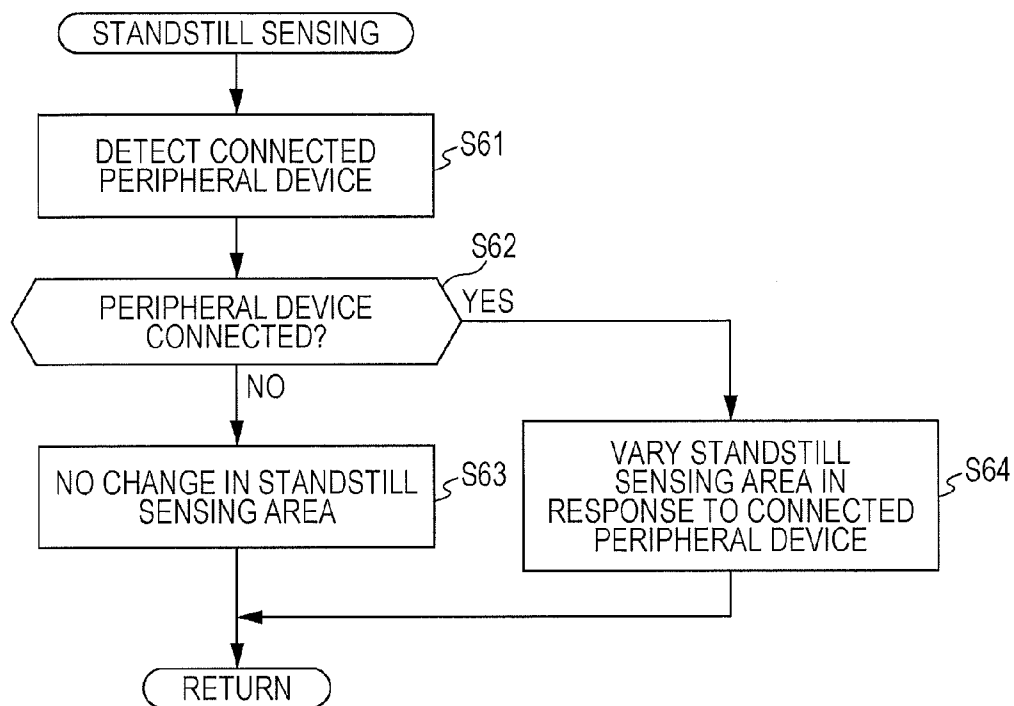 STANDSTILL SENSING
DETECT CONNECTED
PERIPHERAL DEVICE
S61
S62
PERIPHERAL DEVICE
CONNECTED?
YES
NO
NO CHANGE IN STANDSTILL
SENSING AREA
S63
VARY STANDSTILL
SENSING AREA IN
RESPONSE TO CONNECTED
PERIPHERAL DEVICE
S64
RETURN